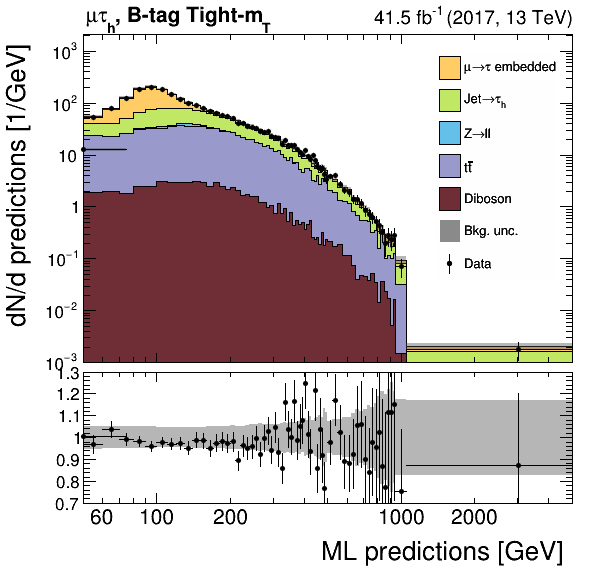 μτh, B-tag Tight-mT
41.5 fb⁻¹ (2017, 13 TeV)
dN/d predictions [1/GeV]
10³
10²
10
1
10⁻¹
10⁻²
10⁻³
μ→τ embedded
Jet→τh
Z→ll
tt̄
Diboson
Bkg. unc.
Data
1.3
1.2
1.1
1
0.9
0.8
0.7
60 100 200 1000 2000
ML predictions [GeV]